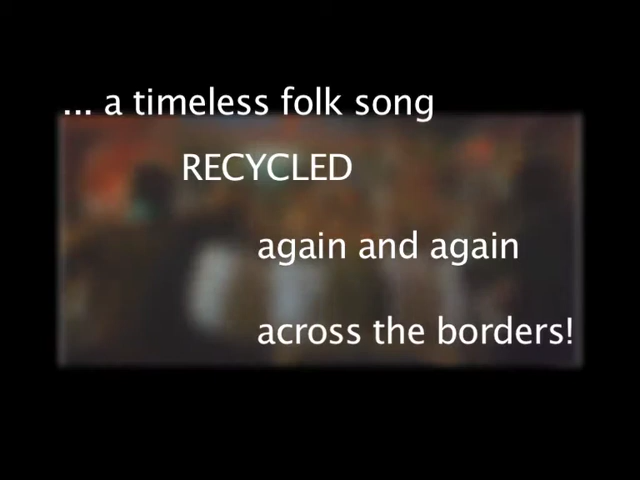 ... a timeless folk song
RECYCLED
again and again
across the borders!